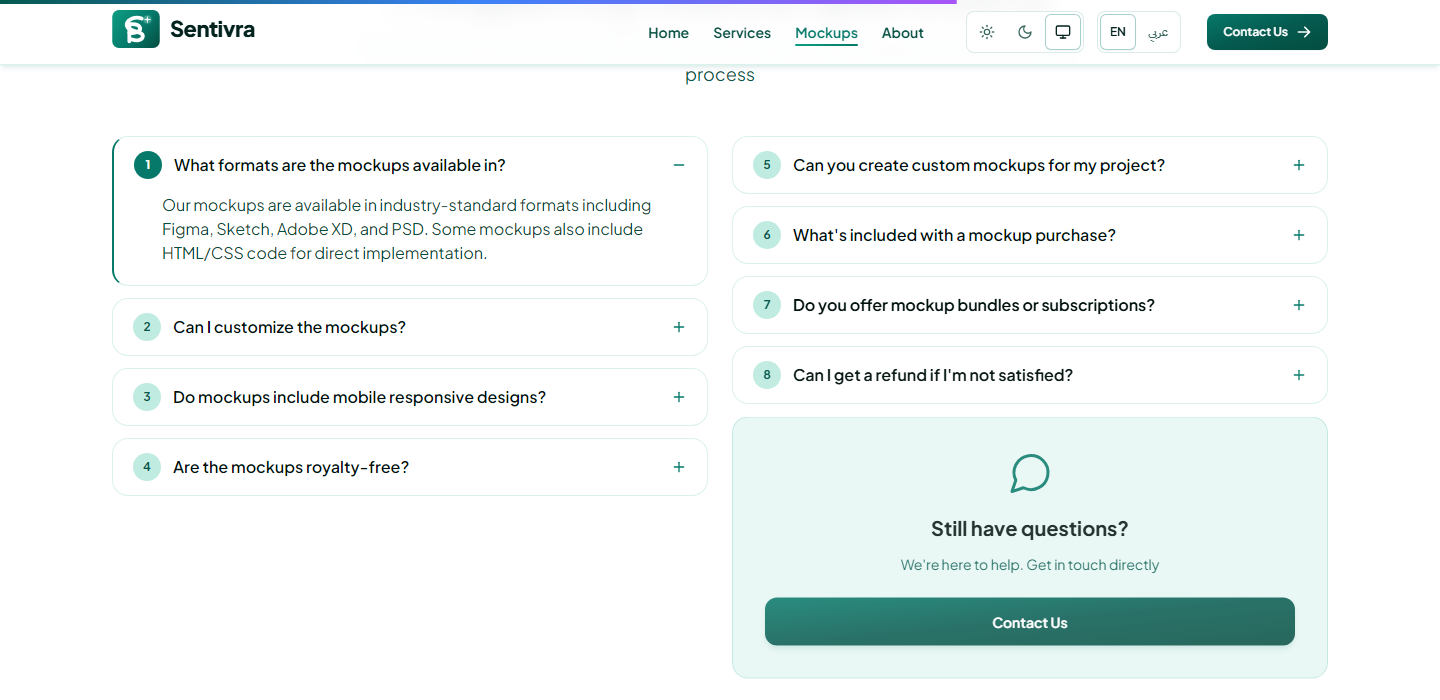 Sentivra
Home
Services
Mockups
About
EN
عربي
Contact Us
process
1
What formats are the mockups available in?
Our mockups are available in industry-standard formats including
Figma, Sketch, Adobe XD, and PSD. Some mockups also include
HTML/CSS code for direct implementation.
2
Can I customize the mockups?
3
Do mockups include mobile responsive designs?
4
Are the mockups royalty-free?
5
Can you create custom mockups for my project?
6
What's included with a mockup purchase?
7
Do you offer mockup bundles or subscriptions?
8
Can I get a refund if I'm not satisfied?
Still have questions?
We're here to help. Get in touch directly
Contact Us